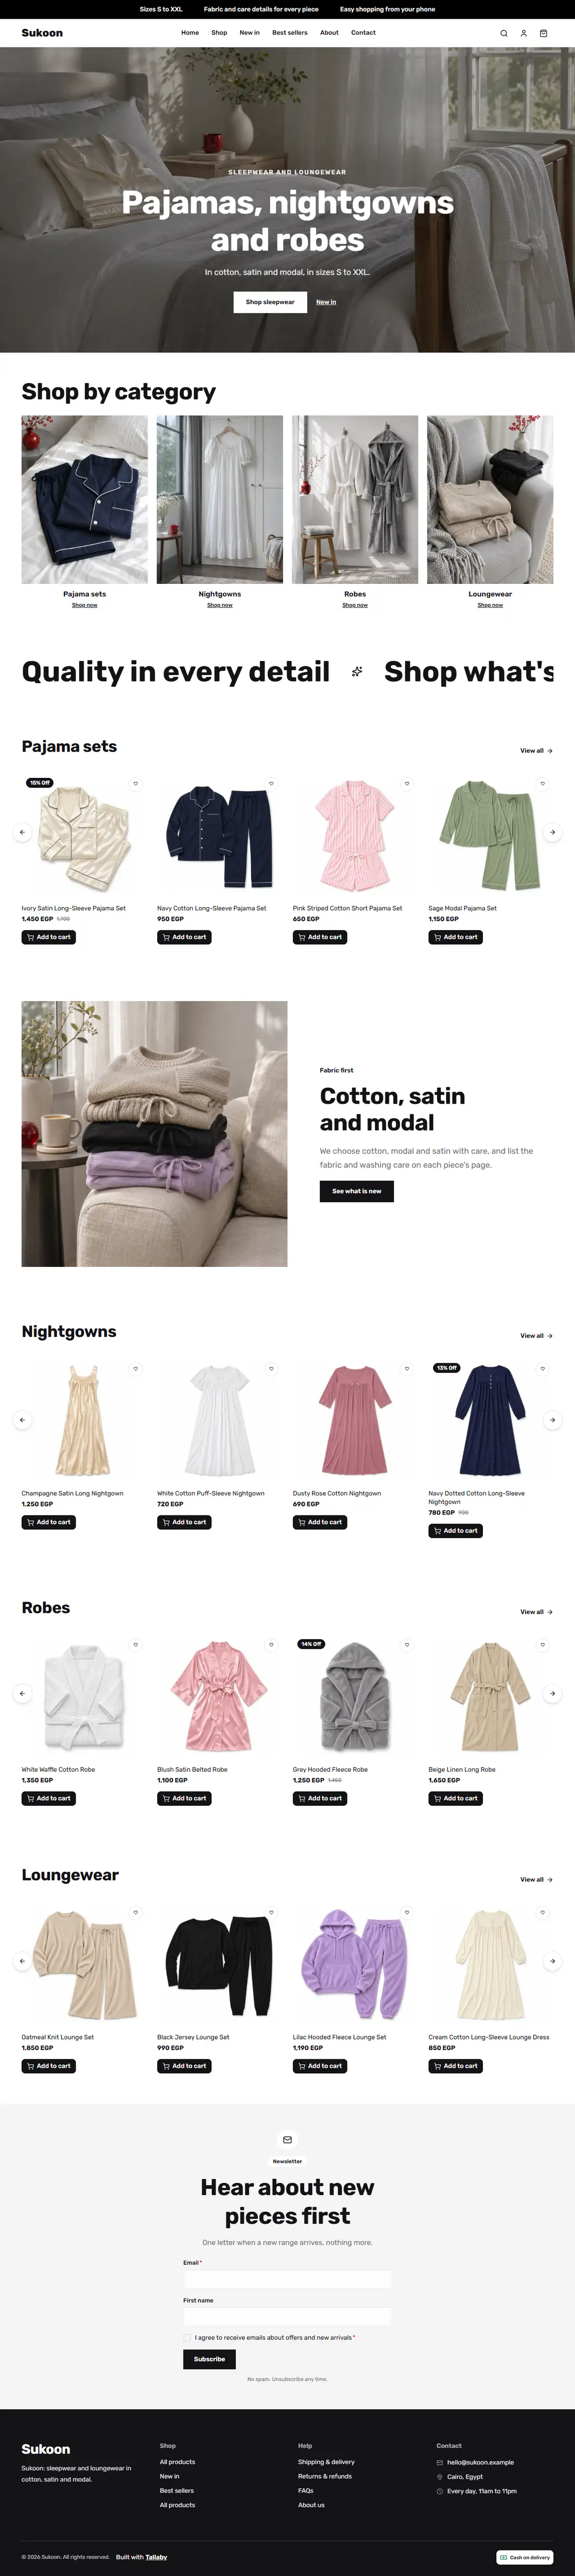 Sizes S to XXL Fabric and care details for every piece Easy shopping from your phone
Sukoon Home Shop New in Best sellers About Contact
SLEEPWEAR AND LOUNGEWEAR
Pajamas, nightgowns
and robes
In cotton, satin and modal, in sizes S to XXL.
Shop sleepwear New in
Shop by category
Pajama sets Nightgowns Robes Loungewear
Shop now Shop now Shop now Shop now
Quality in every detail Shop what's
Pajama sets View all
15% Off
Ivory Satin Long-Sleeve Pajama Set Navy Cotton Long-Sleeve Pajama Set Pink Striped Cotton Short Pajama Set Sage Modal Pajama Set
1,450 EGP 1,700 950 EGP 650 EGP 1,150 EGP
Add to cart Add to cart Add to cart Add to cart
Fabric first
Cotton, satin
and modal
We choose cotton, modal and satin with care, and list the
fabric and washing care on each piece's page.
See what is new
Nightgowns View all
13% Off
Champagne Satin Long Nightgown White Cotton Puff-Sleeve Nightgown Dusty Rose Cotton Nightgown Navy Dotted Cotton Long-Sleeve
Nightgown
1,250 EGP 720 EGP 690 EGP 780 EGP 900
Add to cart Add to cart Add to cart Add to cart
Robes View all
14% Off
White Waffle Cotton Robe Blush Satin Belted Robe Grey Hooded Fleece Robe Beige Linen Long Robe
1,350 EGP 1,100 EGP 1,250 EGP 1,450 1,650 EGP
Add to cart Add to cart Add to cart Add to cart
Loungewear View all
Oatmeal Knit Lounge Set Black Jersey Lounge Set Lilac Hooded Fleece Lounge Set Cream Cotton Long-Sleeve Lounge Dress
1,850 EGP 990 EGP 1,190 EGP 850 EGP
Add to cart Add to cart Add to cart Add to cart
Newsletter
Hear about new
pieces first
One letter when a new range arrives, nothing more.
Email *
First name
I agree to receive emails about offers and new arrivals *
Subscribe
No spam. Unsubscribe any time.
Sukoon Shop Help Contact
Sukoon: sleepwear and loungewear in
cotton, satin and modal.
All products Shipping & delivery hello@sukoon.example
New in Returns & refunds Cairo, Egypt
Best sellers FAQs Every day, 11am to 11pm
All products About us
© 2026 Sukoon. All rights reserved. Built with Tallaby Cash on delivery